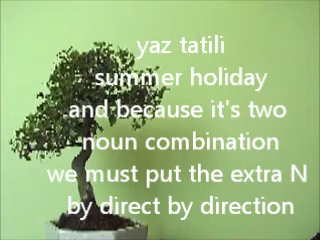 yaz tatili
summer holiday
and because it's two
noun combination
we must put the extra N
by direct by direction